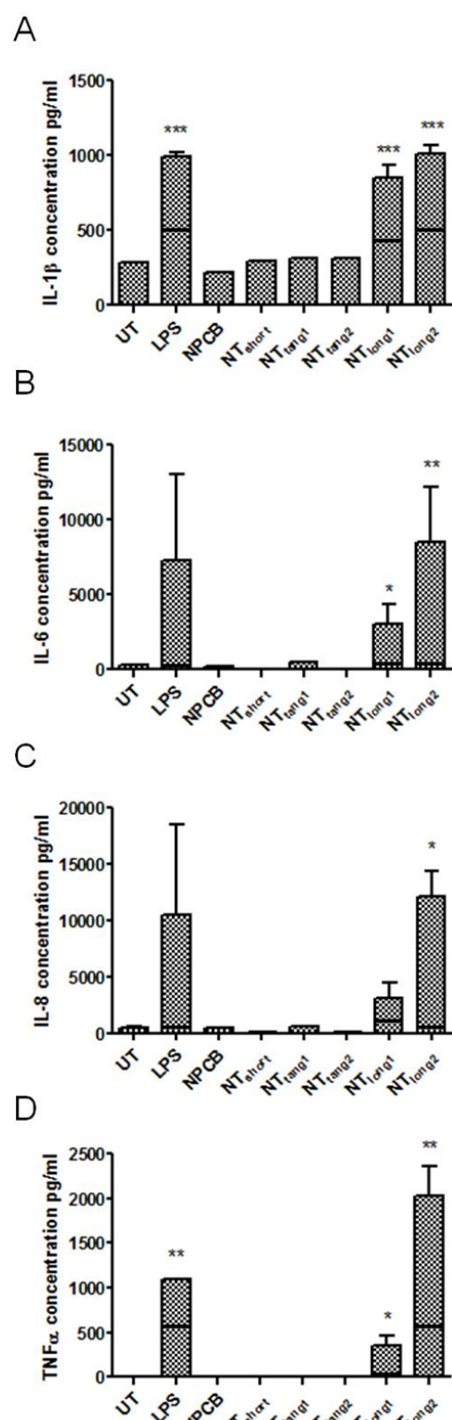 A
IL-1β concentration pg/ml
1500
1000
500
0
*** *** ***
UT LPS NPCB NTshort NTtang1 NTtang2 NTlong1 NTlong2
B
IL-6 concentration pg/ml
15000
10000
5000
0
* **
UT LPS NPCB NTshort NTtang1 NTtang2 NTlong1 NTlong2
C
IL-8 concentration pg/ml
20000
15000
10000
5000
0
*
UT LPS NPCB NTshort NTtang1 NTtang2 NTlong1 NTlong2
D
TNFα concentration pg/ml
2500
2000
1500
1000
500
0
** * **
UT LPS